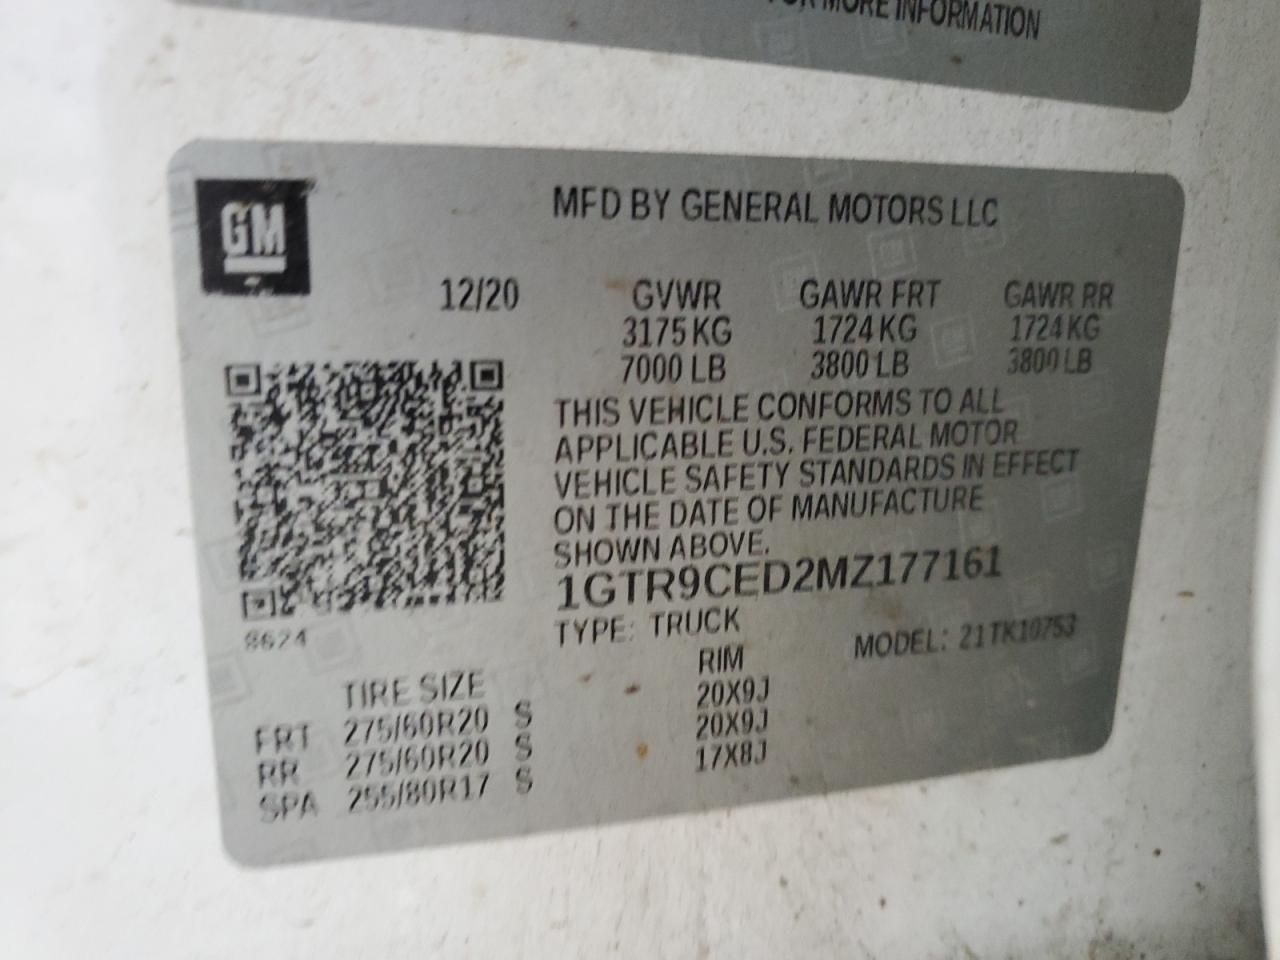 FOR MORE INFORMATION
GM
MFD BY GENERAL MOTORS LLC
12/20 GVWR GAWR FRT GAWR RR
3175 KG 1724 KG 1724 KG
7000 LB 3800 LB 3800 LB
THIS VEHICLE CONFORMS TO ALL
APPLICABLE U.S. FEDERAL MOTOR
VEHICLE SAFETY STANDARDS IN EFFECT
ON THE DATE OF MANUFACTURE
SHOWN ABOVE.
1GTR9CED2MZ177161
8624
TYPE: TRUCK MODEL: 21TK10753
TIRE SIZE RIM
FRT 275/60R20 S 20X9J
RR 275/60R20 S 20X9J
SPA 255/80R17 S 17X8J